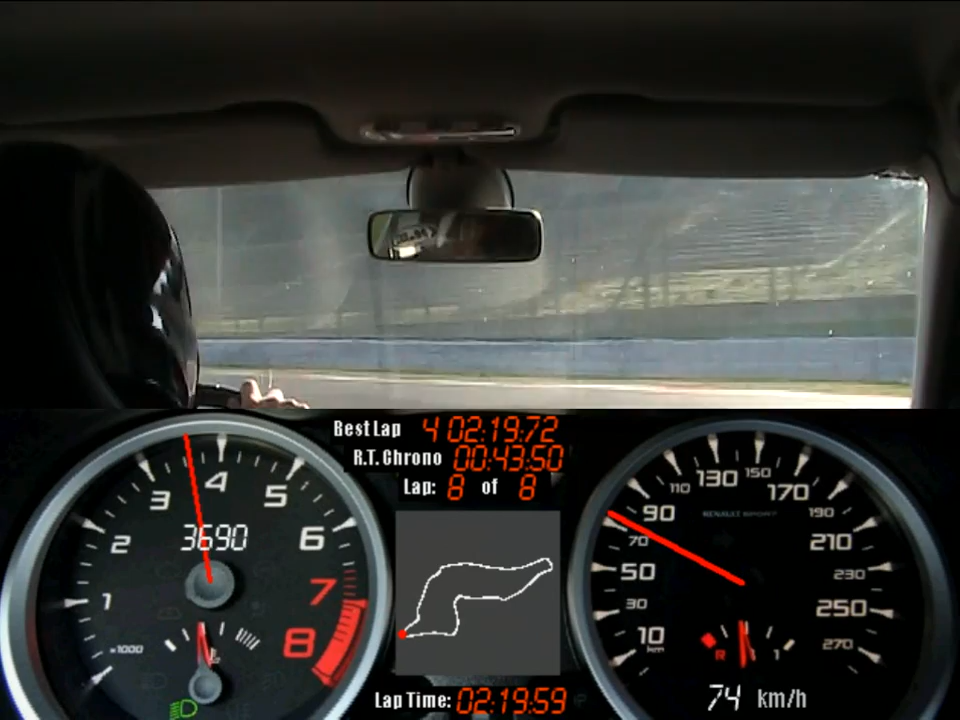 Best Lap 4 02:19:72
R.T. Chrono 00:43:50
Lap: 8 of 8
1 2 3 4 5 6 7 8
x1000
3690
10 30 50 70 90 110 130 150 170 190 210 230 250 270
km
RENAULT SPORT
R 1
Lap Time: 02:19:59
74 km/h